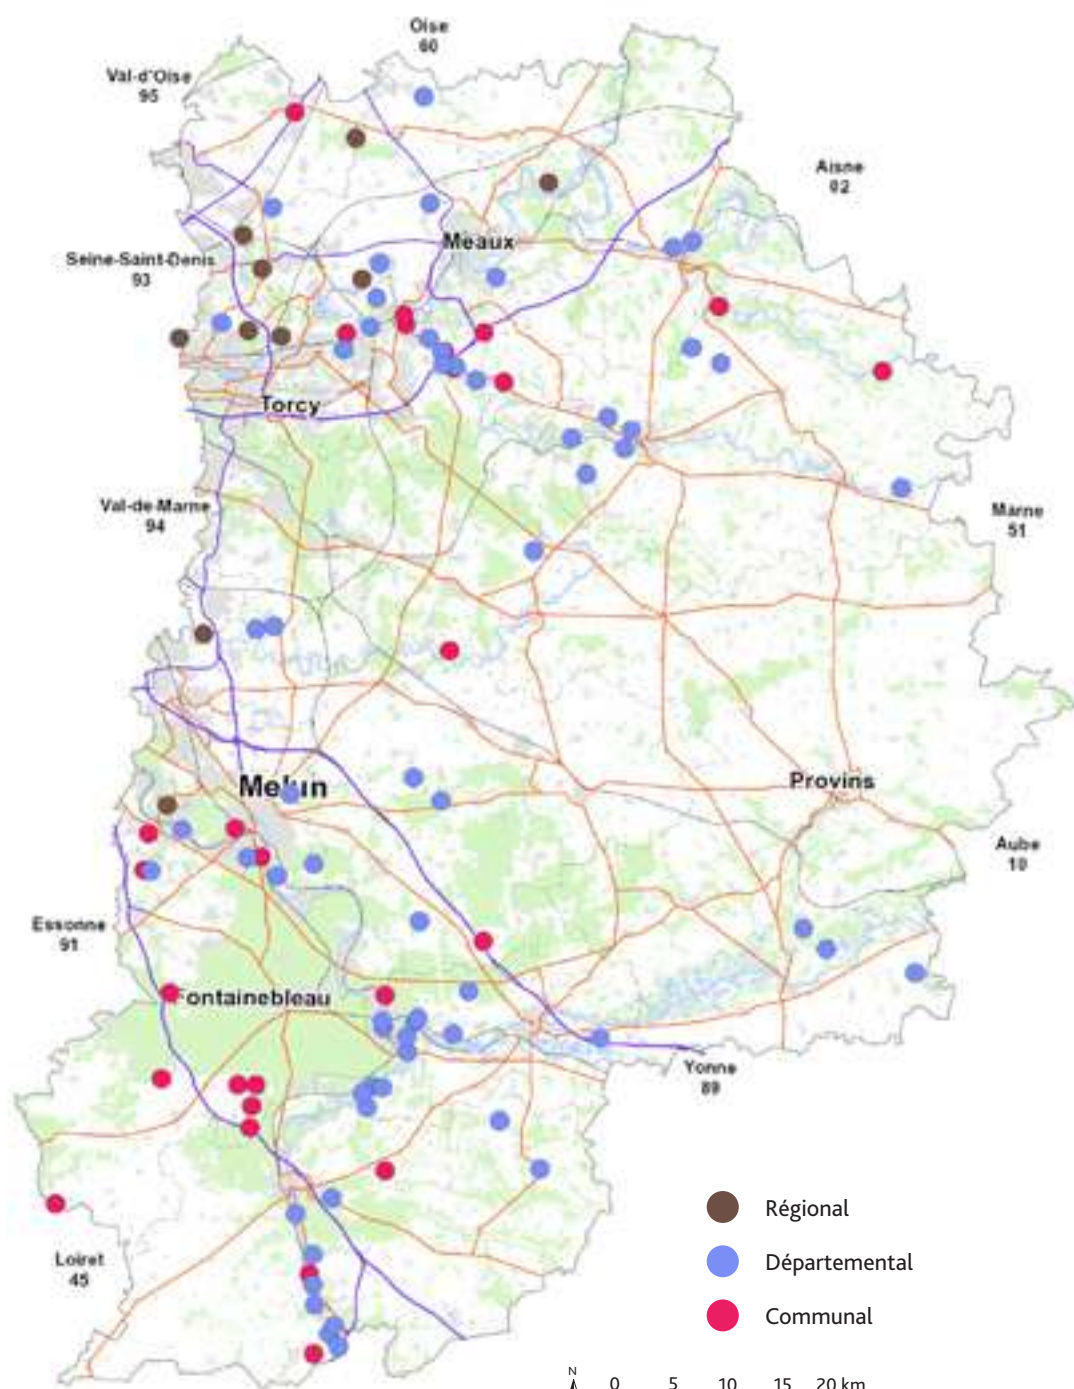 Oise
60
Val-d'Oise
95
Aisne
02
Meaux
Seine-Saint-Denis
93
Torcy
Val-de-Marne
94
Marne
51
Melun
Provins
Aube
10
Essonne
91
Fontainebleau
Yonne
89
Loiret
45
Régional
Départemental
Communal
N
0 5 10 15 20 km